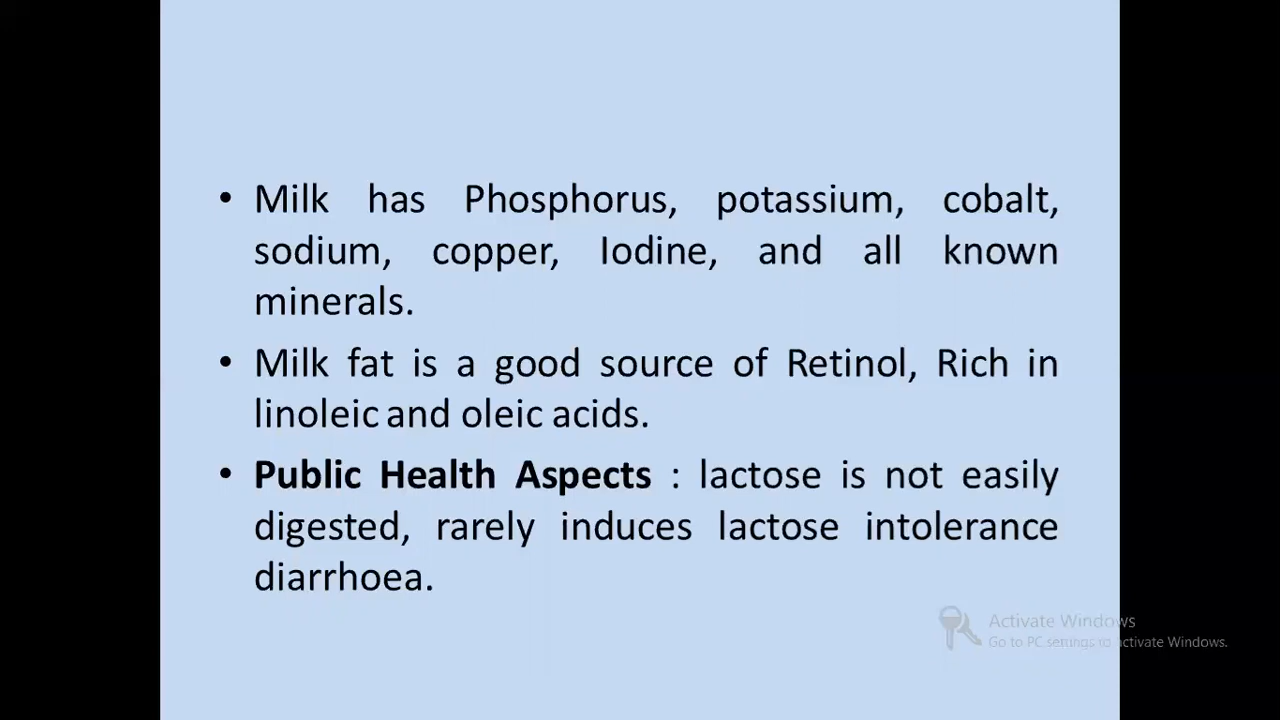 • Milk has Phosphorus, potassium, cobalt,
sodium, copper, Iodine, and all known
minerals.
• Milk fat is a good source of Retinol, Rich in
linoleic and oleic acids.
• Public Health Aspects : lactose is not easily
digested, rarely induces lactose intolerance
diarrhoea.
Activate Windows
Go to PC settings to activate Windows.